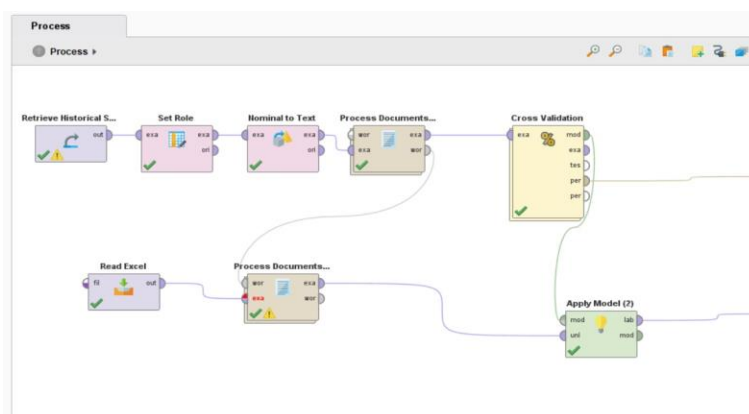 Process
Process
Retrieve Historical S...
out
Set Role
exa
exa
ori
Nominal to Text
exa
exa
ori
Process Documents...
wor
exa
exa
wor
Cross Validation
exa
mod
exa
tes
per
per
Read Excel
fil
out
Process Documents...
wor
exa
exa
wor
Apply Model (2)
mod
lab
unl
mod